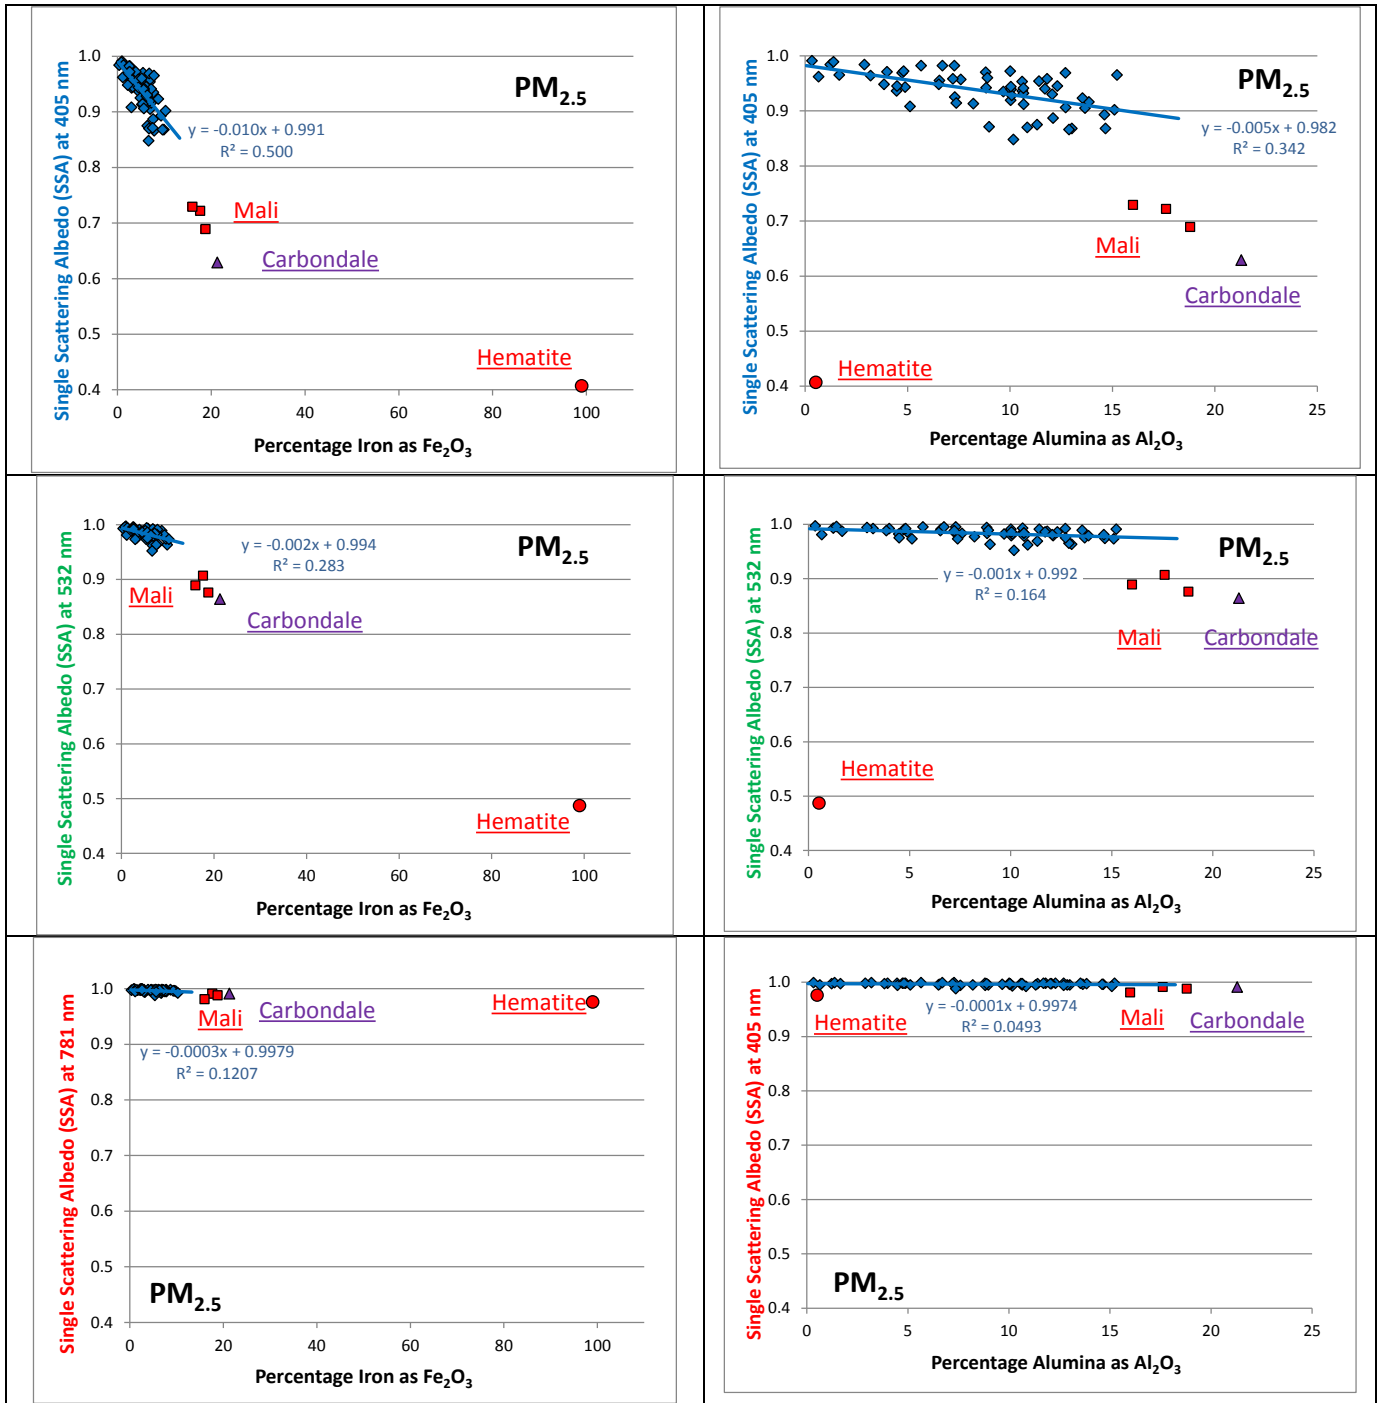 Single Scattering Albedo (SSA) at 405 nm
1.0
0.9
0.8
0.7
0.6
0.5
0.4
PM2.5
y = -0.010x + 0.991
R² = 0.500
Mali
Carbondale
Hematite
0 20 40 60 80 100
Percentage Iron as Fe2O3
Single Scattering Albedo (SSA) at 405 nm
1.0
0.9
0.8
0.7
0.6
0.5
0.4
PM2.5
y = -0.005x + 0.982
R² = 0.342
Mali
Carbondale
Hematite
0 5 10 15 20 25
Percentage Alumina as Al2O3
Single Scattering Albedo (SSA) at 532 nm
1.0
0.9
0.8
0.7
0.6
0.5
0.4
PM2.5
y = -0.002x + 0.994
R² = 0.283
Mali
Carbondale
Hematite
0 20 40 60 80 100
Percentage Iron as Fe2O3
Single Scattering Albedo (SSA) at 532 nm
1.0
0.9
0.8
0.7
0.6
0.5
0.4
PM2.5
y = -0.001x + 0.992
R² = 0.164
Mali
Carbondale
Hematite
0 5 10 15 20 25
Percentage Alumina as Al2O3
Single Scattering Albedo (SSA) at 781 nm
1.0
0.9
0.8
0.7
0.6
0.5
0.4
Mali
Carbondale
Hematite
y = -0.0003x + 0.9979
R² = 0.1207
PM2.5
0 20 40 60 80 100
Percentage Iron as Fe2O3
Single Scattering Albedo (SSA) at 405 nm
1.0
0.9
0.8
0.7
0.6
0.5
0.4
Hematite
y = -0.0001x + 0.9974
R² = 0.0493
Mali
Carbondale
PM2.5
0 5 10 15 20 25
Percentage Alumina as Al2O3